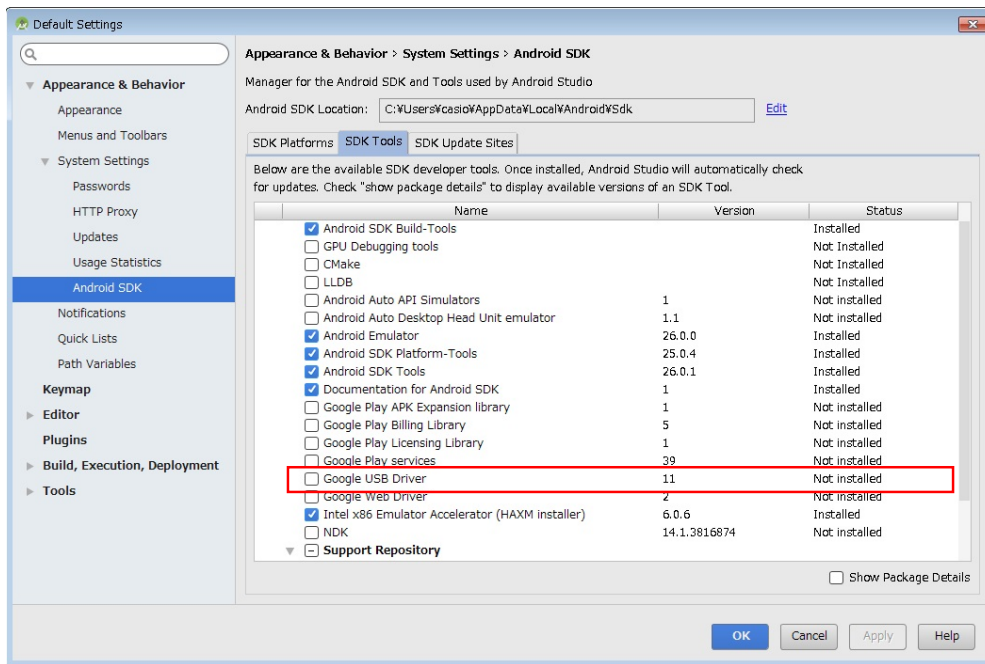 Default Settings
Appearance & Behavior
Appearance
Menus and Toolbars
System Settings
Passwords
HTTP Proxy
Updates
Usage Statistics
Android SDK
Notifications
Quick Lists
Path Variables
Keymap
Editor
Plugins
Build, Execution, Deployment
Tools
Appearance & Behavior > System Settings > Android SDK
Manager for the Android SDK and Tools used by Android Studio
Android SDK Location: C:¥Users¥casio¥AppData¥Local¥Android¥Sdk Edit
SDK Platforms SDK Tools SDK Update Sites
Below are the available SDK developer tools. Once installed, Android Studio will automatically check
for updates. Check "show package details" to display available versions of an SDK Tool.
Name Version Status
Android SDK Build-Tools Installed
GPU Debugging tools Not Installed
CMake Not Installed
LLDB Not Installed
Android Auto API Simulators 1 Not installed
Android Auto Desktop Head Unit emulator 1.1 Not installed
Android Emulator 26.0.0 Installed
Android SDK Platform-Tools 25.0.4 Installed
Android SDK Tools 26.0.1 Installed
Documentation for Android SDK 1 Installed
Google Play APK Expansion library 1 Not installed
Google Play Billing Library 5 Not installed
Google Play Licensing Library 1 Not installed
Google Play services 39 Not installed
Google USB Driver 11 Not installed
Google Web Driver 2 Not installed
Intel x86 Emulator Accelerator (HAXM installer) 6.0.6 Installed
NDK 14.1.3816874 Not installed
Support Repository
Show Package Details
OK Cancel Apply Help